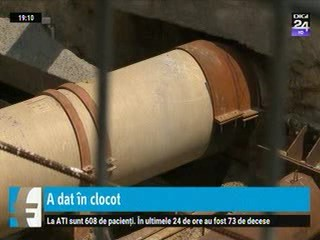 19:10
DIGI
24
HD
A dat în clocot
La ATI sunt 608 de pacienți. În ultimele 24 de ore au fost 73 de decese